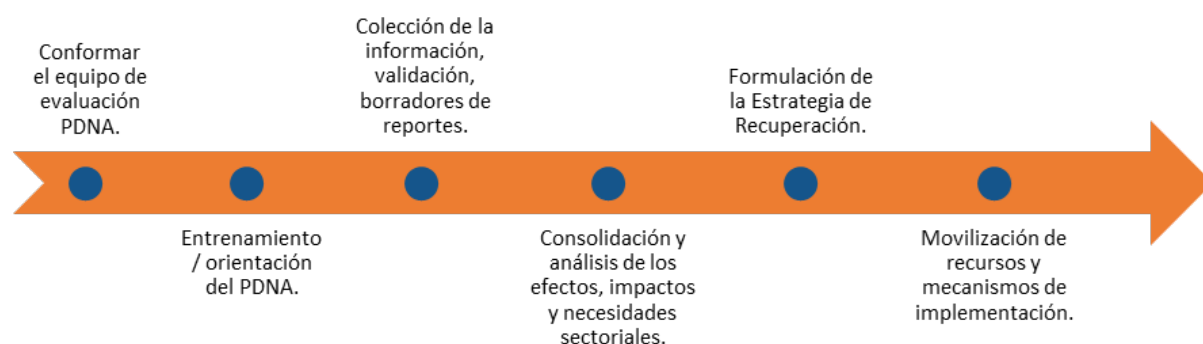 Conformar
el equipo de
evaluación
PDNA.
Entrenamiento
/ orientación
del PDNA.
Colección de la
información,
validación,
borradores de
reportes.
Consolidación y
análisis de los
efectos, impactos
y necesidades
sectoriales.
Formulación de
la Estrategia de
Recuperación.
Movilización de
recursos y
mecanismos de
implementación.